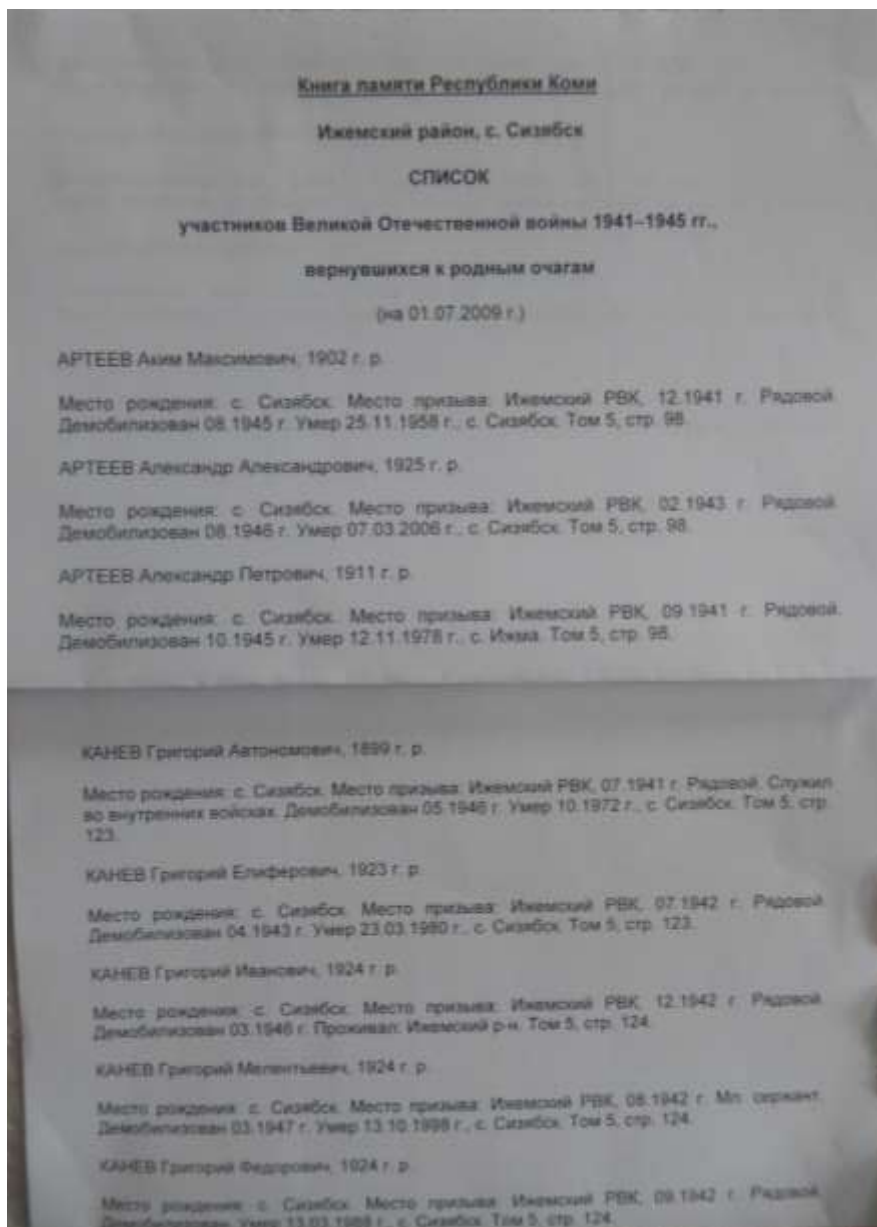 Книга памяти Республики Коми
Ижемский район, с. Сизябск
СПИСОК
участников Великой Отечественной войны 1941–1945 гг.,
вернувшихся к родным очагам
(на 01.07.2009 г.)
АРТЕЕВ Аким Максимович, 1902 г. р.
Место рождения: с. Сизябск. Место призыва: Ижемский РВК, 12.1941 г. Рядовой.
Демобилизован 08.1945 г. Умер 25.11.1958 г., с. Сизябск. Том 5, стр. 98.
АРТЕЕВ Александр Александрович, 1925 г. р.
Место рождения: с. Сизябск. Место призыва: Ижемский РВК, 02.1943 г. Рядовой.
Демобилизован 08.1946 г. Умер 07.03.2006 г., с. Сизябск. Том 5, стр. 98.
АРТЕЕВ Александр Петрович, 1911 г. р.
Место рождения: с. Сизябск. Место призыва: Ижемский РВК, 09.1941 г. Рядовой.
Демобилизован 10.1945 г. Умер 12.11.1978 г., с. Ижма. Том 5, стр. 98.
КАНЕВ Григорий Автономович, 1899 г. р.
Место рождения: с. Сизябск. Место призыва: Ижемский РВК, 07.1941 г. Рядовой. Служил
во внутренних войсках. Демобилизован 05.1946 г. Умер 10.1972 г., с. Сизябск. Том 5, стр.
123.
КАНЕВ Григорий Елиферович, 1923 г. р.
Место рождения: с. Сизябск. Место призыва: Ижемский РВК, 07.1942 г. Рядовой.
Демобилизован 04.1943 г. Умер 23.03.1980 г., с. Сизябск. Том 5, стр. 123.
КАНЕВ Григорий Иванович, 1924 г. р.
Место рождения: с. Сизябск. Место призыва: Ижемский РВК, 12.1942 г. Рядовой.
Демобилизован 03.1946 г. Проживал: Ижемский р-н. Том 5, стр. 124.
КАНЕВ Григорий Мелентьевич, 1924 г. р.
Место рождения: с. Сизябск. Место призыва: Ижемский РВК, 08.1942 г. Мл. сержант.
Демобилизован 03.1947 г. Умер 13.10.1998 г., с. Сизябск. Том 5, стр. 124.
КАНЕВ Григорий Федорович, 1924 г. р.
Место рождения: с. Сизябск. Место призыва: Ижемский РВК, 09.1942 г. Рядовой.
Демобилизован. Умер 13.03.1988 г., с. Сизябск. Том 5, стр. 124.